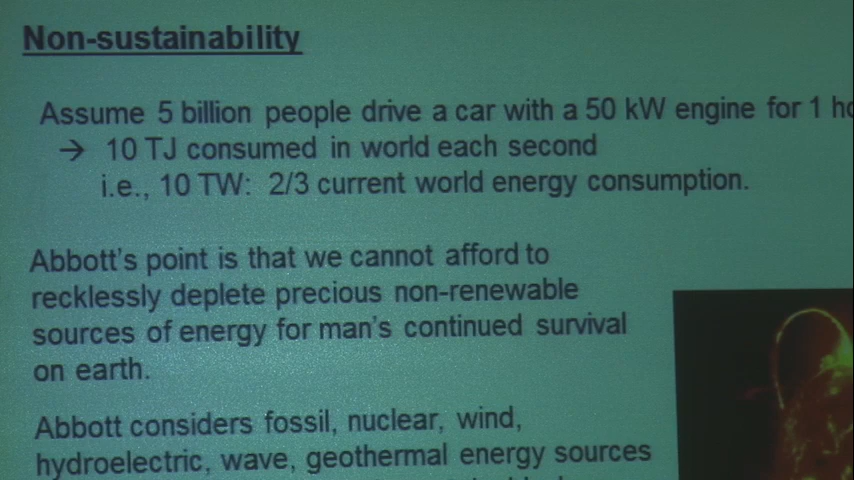 Non-sustainability
Assume 5 billion people drive a car with a 50 kW engine for 1
→ 10 TJ consumed in world each second
i.e., 10 TW: 2/3 current world energy consumption.
Abbott's point is that we cannot afford to
recklessly deplete precious non-renewable
sources of energy for man's continued survival
on earth.
Abbott considers fossil, nuclear, wind,
hydroelectric, wave, geothermal energy sources